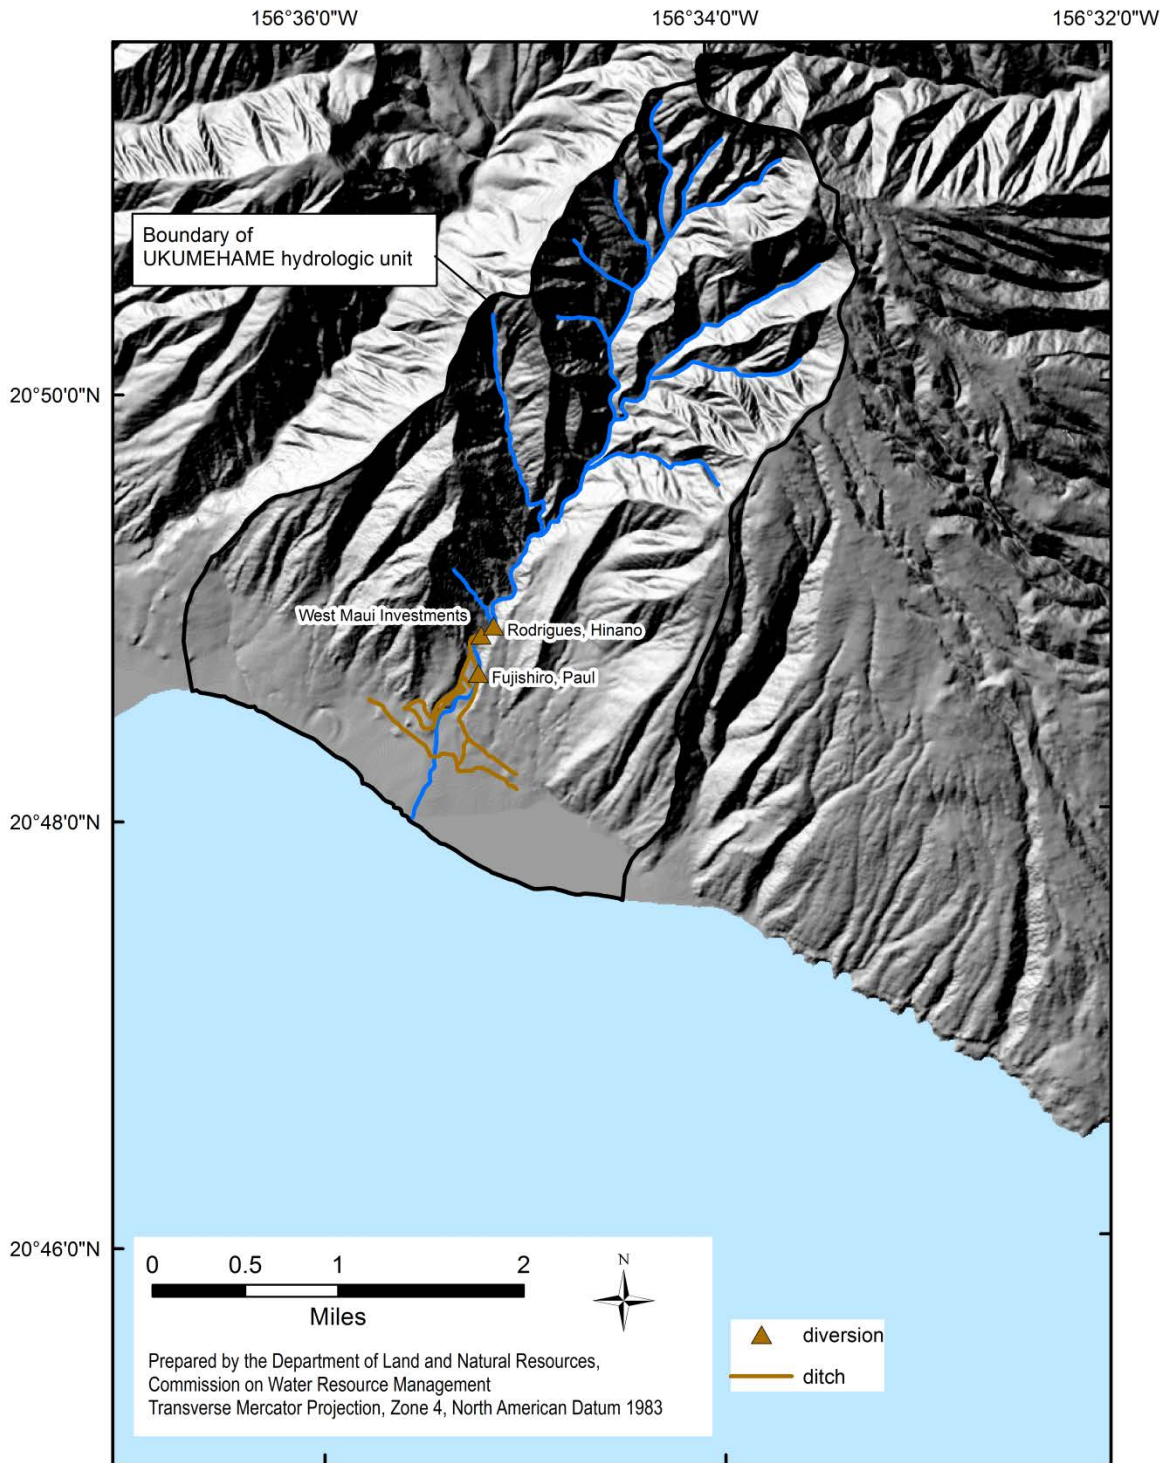 156°36'0"W
156°34'0"W
156°32'0"W
Boundary of
UKUMEHAME hydrologic unit
20°50'0"N
West Maui Investments
Rodrigues, Hinano
Fujishiro, Paul
20°48'0"N
20°46'0"N
0 0.5 1 2
Miles
N
Prepared by the Department of Land and Natural Resources,
Commission on Water Resource Management
Transverse Mercator Projection, Zone 4, North American Datum 1983
diversion
ditch